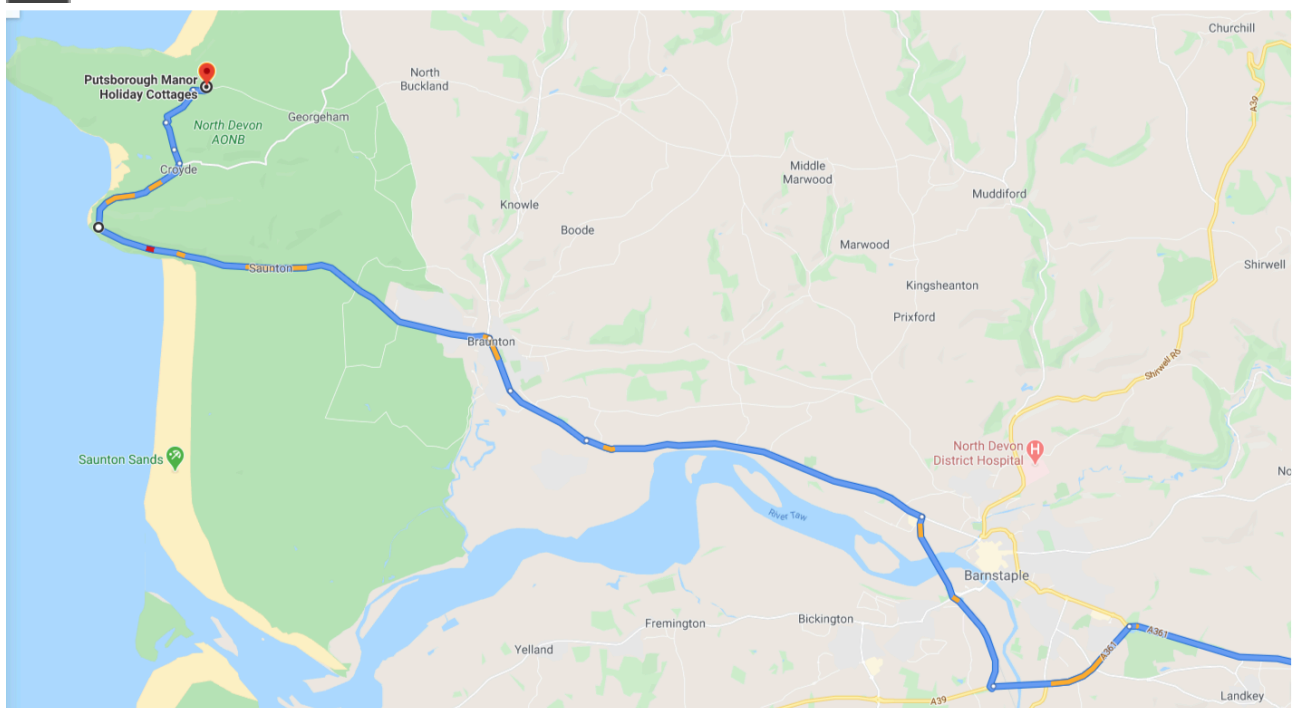 Churchill
North
Buckland
Putsborough Manor
Holiday Cottages
A39
Georgeham
North Devon
AONB
Croyde
Middle
Marwood
Muddiford
Knowle
Boode
Marwood
Shirwell
Saunton
Kingsheanton
Prixford
Braunton
Shirwell Rd
North Devon
District Hospital
H
Saunton Sands
No
River Taw
Barnstaple
Bickington
Fremington
A361
Yelland
A361
Landkey
A39